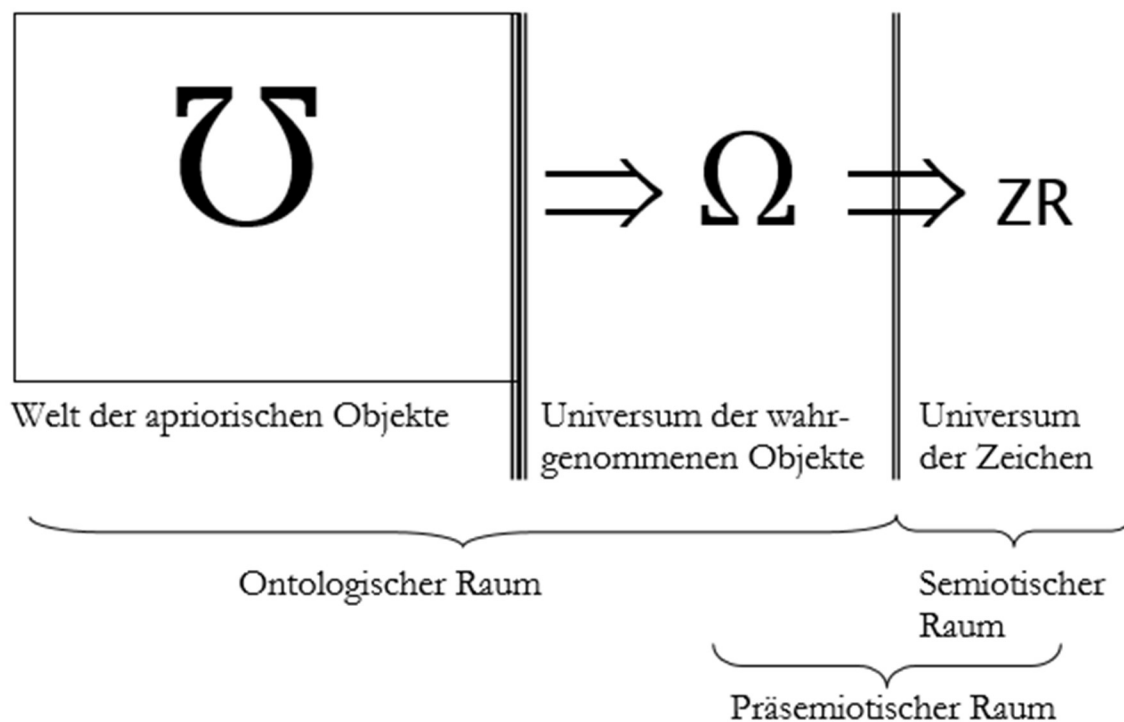 ℧ ⇒ Ω ⇒ ZR
Welt der apriorischen Objekte
Universum der wahr-
genommenen Objekte
Universum
der Zeichen
Ontologischer Raum
Semiotischer
Raum
Präsemiotischer Raum